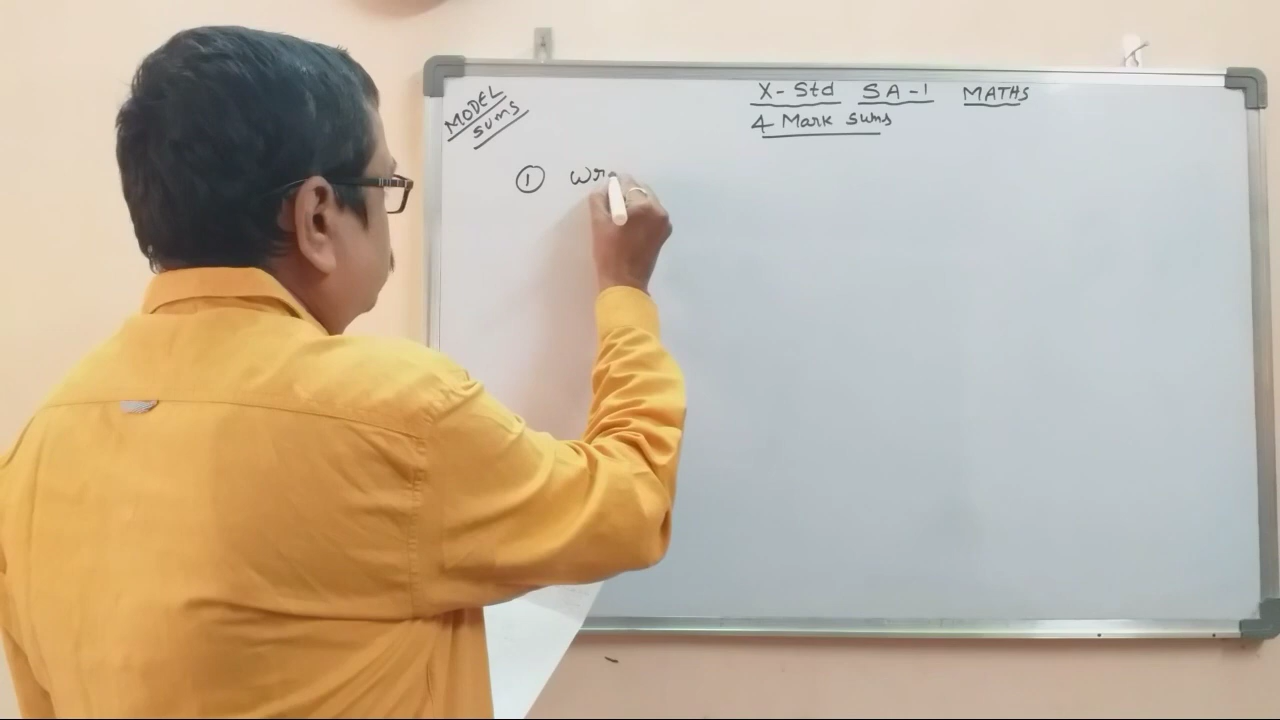 MODEL
SUMS
X- Std SA-1 MATHS
4 Mark sums
① wr